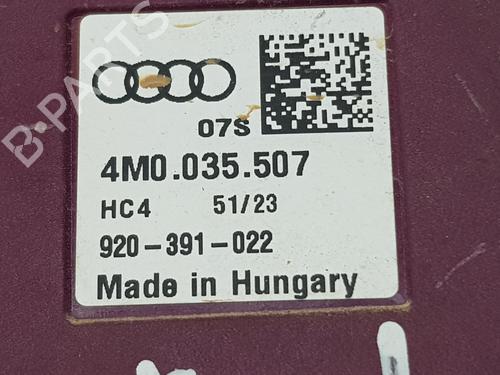 B-PARTS
07S
4M0.035.507
HC4 51/23
920-391-022
Made in Hungary